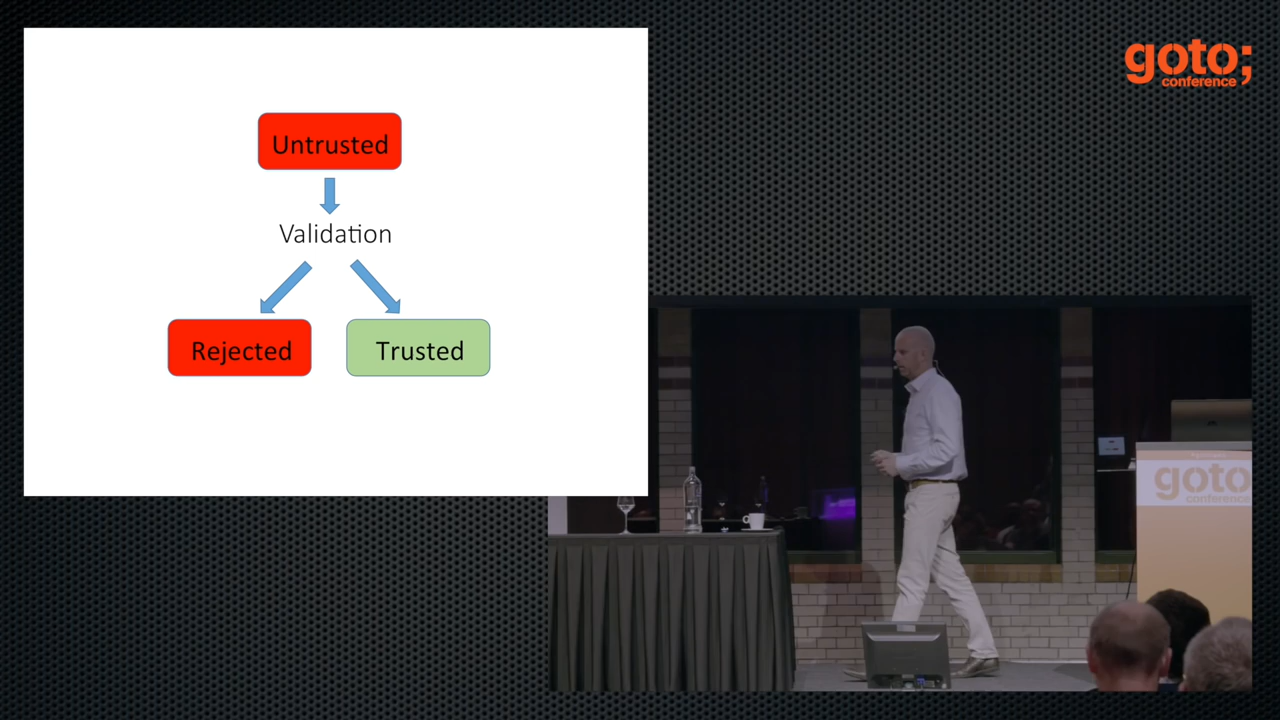 Untrusted
Validation
Rejected
Trusted
goto;
conference
goto
conference